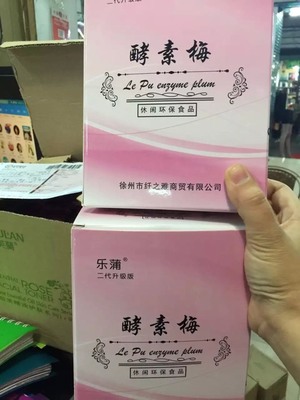 二代升级版
酵素梅
Le Pu enzyme plum
休闲环保食品
徐州市纤之雅商贸有限公司
乐蒲®
二代升级版
酵素梅
Le Pu enzyme plum
休闲环保食品